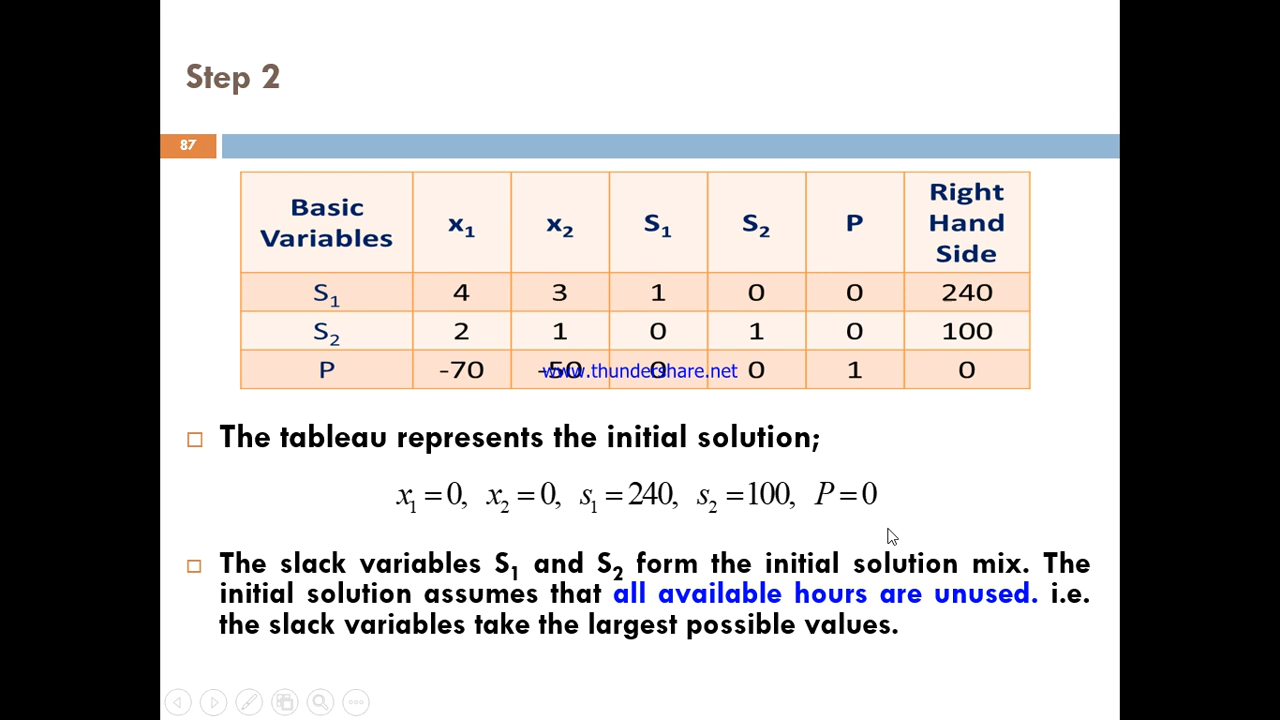 Step 2
87
Basic Variables x₁ x₂ S₁ S₂ P Right Hand Side
S₁ 4 3 1 0 0 240
S₂ 2 1 0 1 0 100
P -70 -50 0 0 1 0
www.thundershare.net
The tableau represents the initial solution;
x₁ = 0, x₂ = 0, s₁ = 240, s₂ = 100, P = 0
The slack variables S₁ and S₂ form the initial solution mix. The
initial solution assumes that all available hours are unused. i.e.
the slack variables take the largest possible values.